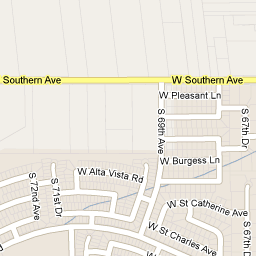 Southern Ave
W Southern Ave
W Pleasant Ln
S 69th Ave
S 67th Dr
W Burgess Ln
W Alta Vista Rd
S 72nd Ave
S 71st Dr
W St Catherine Ave
W St Charles Ave
S 67th Dr